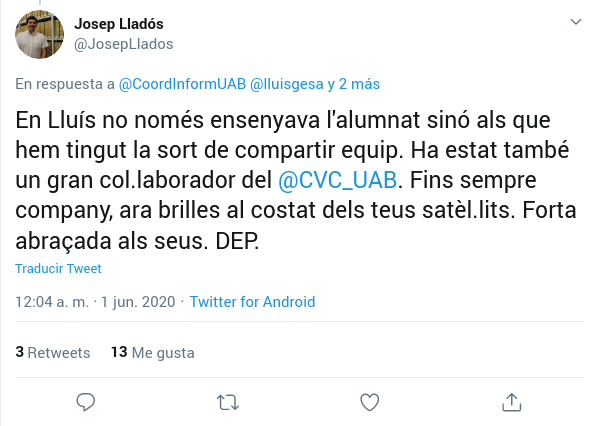 Josep Lladós
@JosepLlados
En respuesta a @CoordInformUAB @lluisgesa y 2 más
En Lluís no només ensenyava l'alumnat sinó als que
hem tingut la sort de compartir equip. Ha estat també
un gran col.laborador del @CVC_UAB. Fins sempre
company, ara brilles al costat dels teus satèl.lits. Forta
abraçada als seus. DEP.
Traducir Tweet
12:04 a. m. · 1 jun. 2020 · Twitter for Android
3 Retweets 13 Me gusta